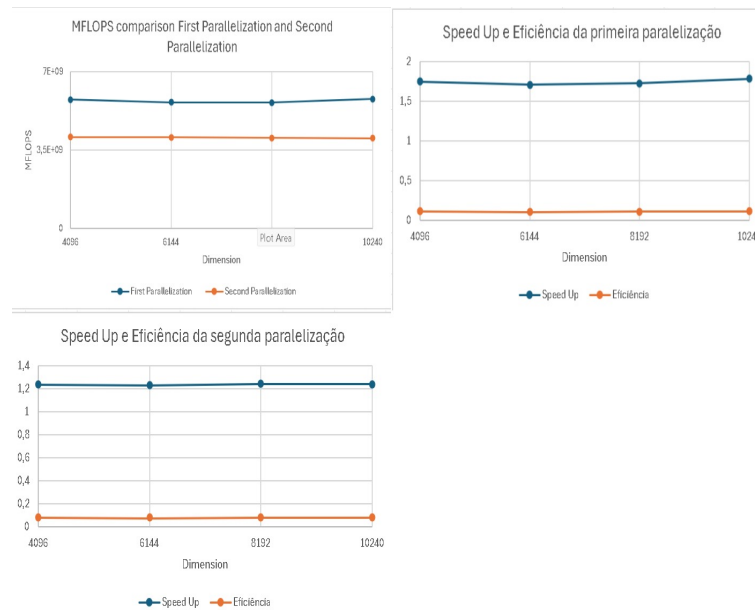 MFLOPS comparison First Parallelization and Second
Parallelization
7E+09
3,5E+09
0
MFLOPS
4096
6144
Plot Area
10240
Dimension
First Parallelization
Second Parallelization
Speed Up e Eficiência da primeira paralelização
2
1,5
1
0,5
0
4096
6144
8192
10240
Dimension
Speed Up
Eficiência
Speed Up e Eficiência da segunda paralelização
1,4
1,2
1
0,8
0,6
0,4
0,2
0
4096
6144
8192
10240
Dimension
Speed Up
Eficiência